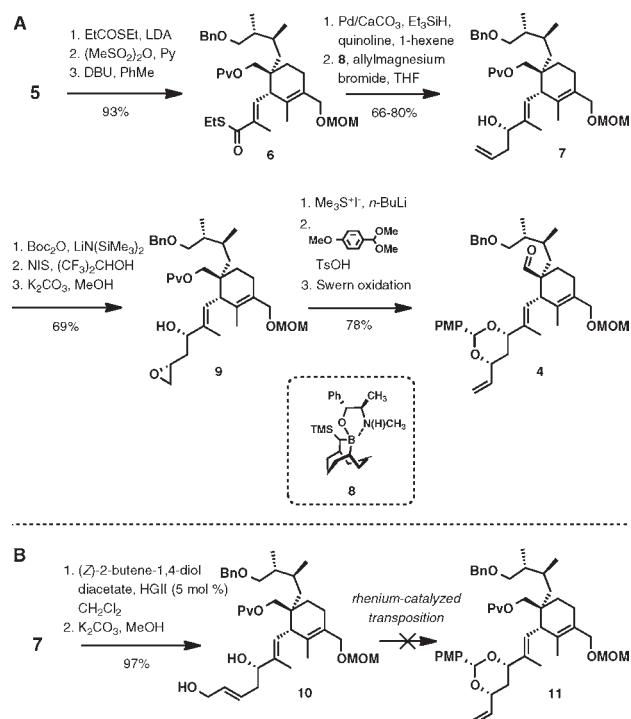 A
5
1. EtCOSEt, LDA
2. (MeSO₂)₂O, Py
3. DBU, PhMe
93%
BnO
PvO
EtS
O
OMOM
6
1. Pd/CaCO₃, Et₃SiH,
quinoline, 1-hexene
2. 8, allylmagnesium
bromide, THF
66-80%
BnO
PvO
HO
OMOM
7
1. Boc₂O, LiN(SiMe₃)₂
2. NIS, (CF₃)₂CHOH
3. K₂CO₃, MeOH
69%
BnO
PvO
HO
OMOM
O
9
1. Me₃S⁺I⁻, n-BuLi
2.
OMe
MeO
OMe
TsOH
3. Swern oxidation
78%
BnO
O
PMP
O
O
OMOM
4
Ph
CH₃
O
N(H)CH₃
TMS
B
8
B
7
1. (Z)-2-butene-1,4-diol
diacetate, HGII (5 mol %)
CH₂Cl₂
2. K₂CO₃, MeOH
97%
BnO
PvO
HO
OMOM
HO
10
rhenium-catalyzed
transposition
BnO
PvO
PMP
O
O
OMOM
11